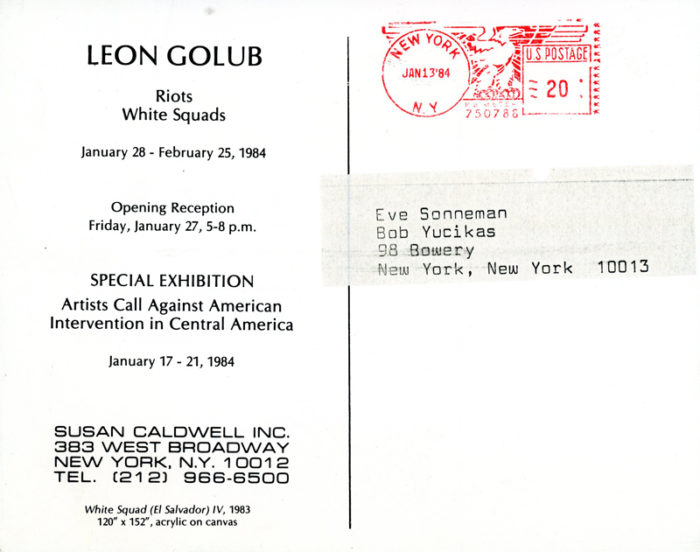 LEON GOLUB
Riots
White Squads
January 28 - February 25, 1984
Opening Reception
Friday, January 27, 5-8 p.m.
SPECIAL EXHIBITION
Artists Call Against American
Intervention in Central America
January 17 - 21, 1984
SUSAN CALDWELL INC.
383 WEST BROADWAY
NEW YORK, N.Y. 10012
TEL. (212) 966-6500
White Squad (El Salvador) IV, 1983
120" x 152", acrylic on canvas
NEW YORK
JAN13'84
N.Y.
U.S. POSTAGE
20
750786
Eve Sonneman
Bob Yucikas
98 Bowery
New York, New York 10013